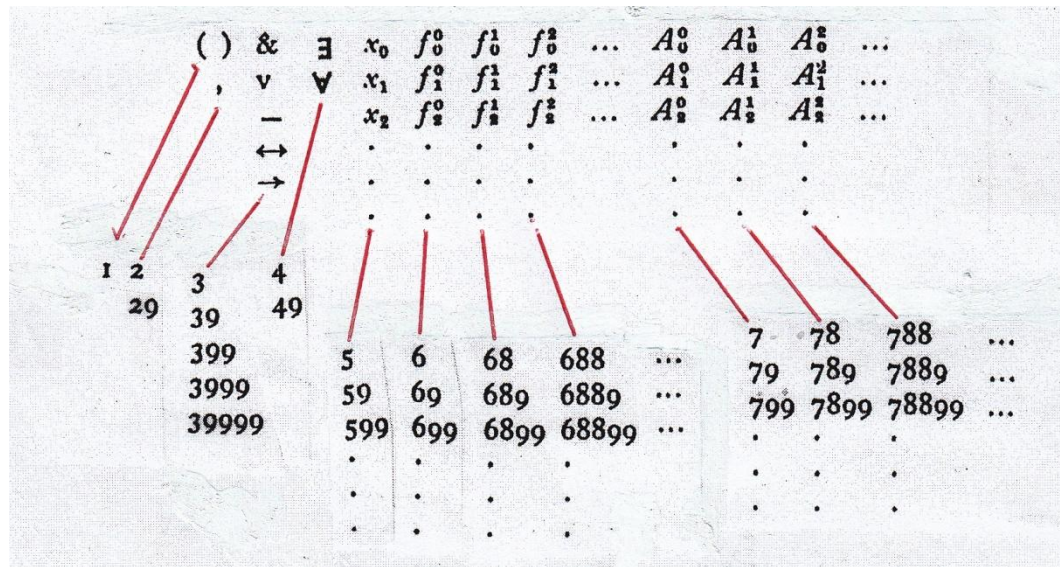 ( ) & ∃ x₀ f⁰₀ f¹₀ f²₀ ... A⁰₀ A¹₀ A²₀ ...
, v ∀ x₁ f⁰₁ f¹₁ f²₁ ... A⁰₁ A¹₁ A²₁ ...
– x₂ f⁰₂ f¹₂ f²₂ ... A⁰₂ A¹₂ A²₂ ...
↔ . . . . . . .
→ . . . . . . .
. . . . . . .
1 2 3 4
29 39 49
399 5 6 68 688 ... 7 78 788 ...
3999 59 69 689 6889 ... 79 789 7889 ...
39999 599 699 6899 68899 ... 799 7899 78899 ...
. . . . . . .
. . . . . . .
. . . . . . .